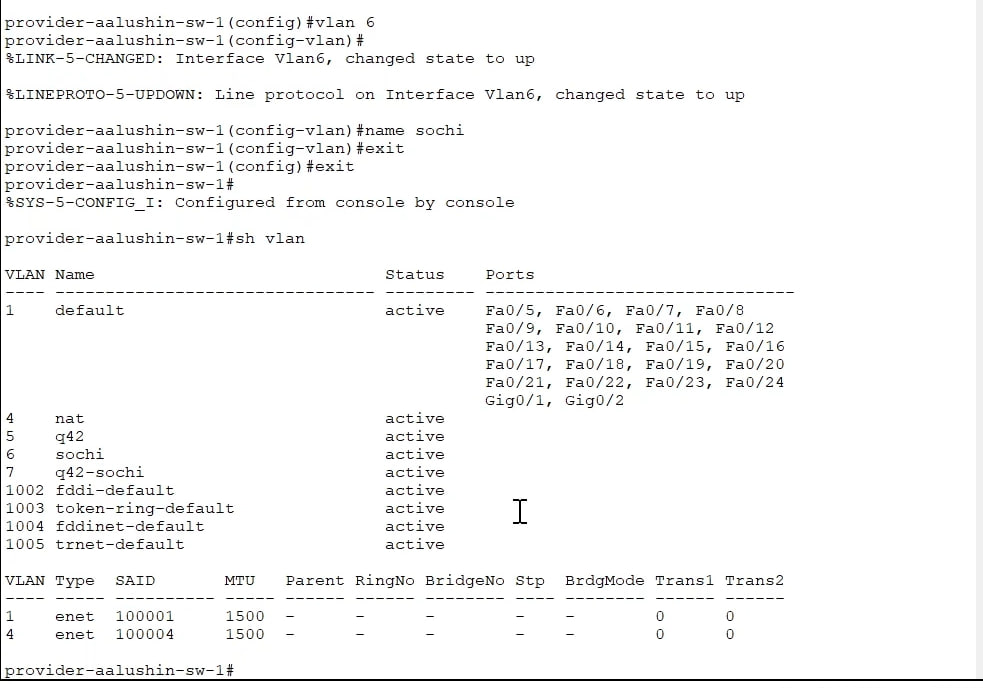 provider-aalushin-sw-1(config)#vlan 6
provider-aalushin-sw-1(config-vlan)#
%LINK-5-CHANGED: Interface Vlan6, changed state to up
%LINEPROTO-5-UPDOWN: Line protocol on Interface Vlan6, changed state to up
provider-aalushin-sw-1(config-vlan)#name sochi
provider-aalushin-sw-1(config-vlan)#exit
provider-aalushin-sw-1(config)#exit
provider-aalushin-sw-1#
%SYS-5-CONFIG_I: Configured from console by console
provider-aalushin-sw-1#sh vlan
VLAN Name                             Status    Ports
---- -------------------------------- --------- -------------------------------
1    default                          active    Fa0/5, Fa0/6, Fa0/7, Fa0/8
                                                Fa0/9, Fa0/10, Fa0/11, Fa0/12
                                                Fa0/13, Fa0/14, Fa0/15, Fa0/16
                                                Fa0/17, Fa0/18, Fa0/19, Fa0/20
                                                Fa0/21, Fa0/22, Fa0/23, Fa0/24
                                                Gig0/1, Gig0/2
4    nat                              active
5    q42                              active
6    sochi                            active
7    q42-sochi                        active
1002 fddi-default                     active
1003 token-ring-default               active
1004 fddinet-default                  active
1005 trnet-default                    active
VLAN Type  SAID       MTU   Parent RingNo BridgeNo Stp  BrdgMode Trans1 Trans2
---- ----- ---------- ----- ------ ------ -------- ---- -------- ------ ------
1    enet  100001     1500  -      -      -        -    -        0      0
4    enet  100004     1500  -      -      -        -    -        0      0
provider-aalushin-sw-1#